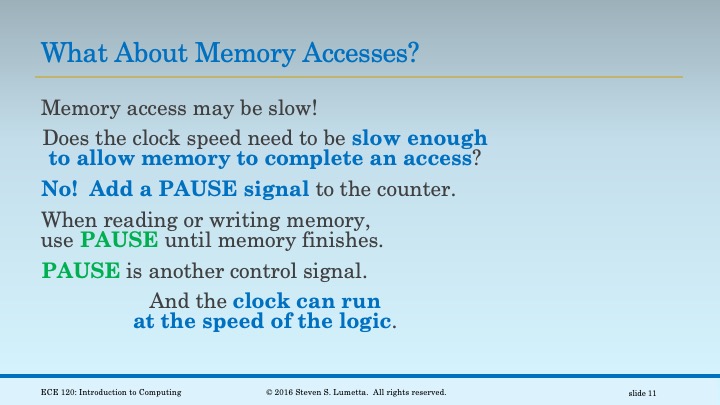 What About Memory Accesses?
Memory access may be slow!
Does the clock speed need to be slow enough
to allow memory to complete an access?
No!  Add a PAUSE signal to the counter.
When reading or writing memory,
use PAUSE until memory finishes.
PAUSE is another control signal.
And the clock can run
at the speed of the logic.
ECE 120: Introduction to Computing
© 2016 Steven S. Lumetta.  All rights reserved.
slide 11